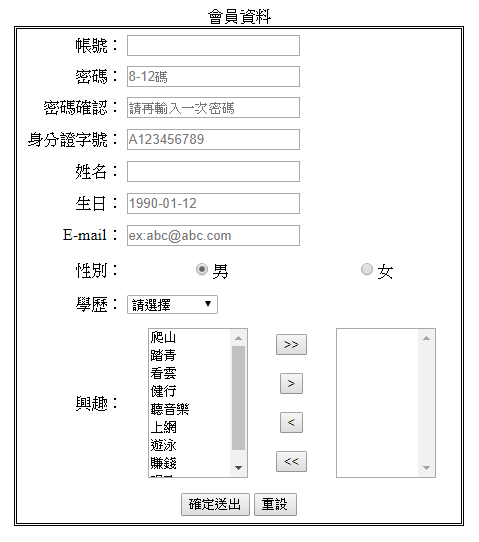 會員資料
帳號：
密碼： 8-12碼
密碼確認： 請再輸入一次密碼
身分證字號： A123456789
姓名：
生日： 1990-01-12
E-mail： ex:abc@abc.com
性別： 男 女
學歷： 請選擇
興趣：
爬山
踏青
看雲
健行
聽音樂
上網
遊泳
賺錢
>>
>
<
<<
確定送出 重設